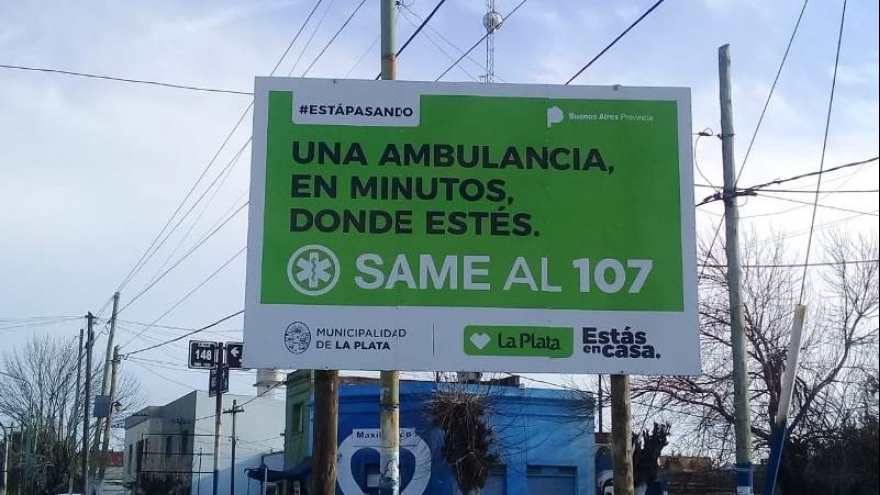 #ESTÁPASANDO
Buenos Aires Provincia
UNA AMBULANCIA,
EN MINUTOS,
DONDE ESTÉS.
SAME AL 107
MUNICIPALIDAD
DE LA PLATA
La Plata
Estás
en casa.
148